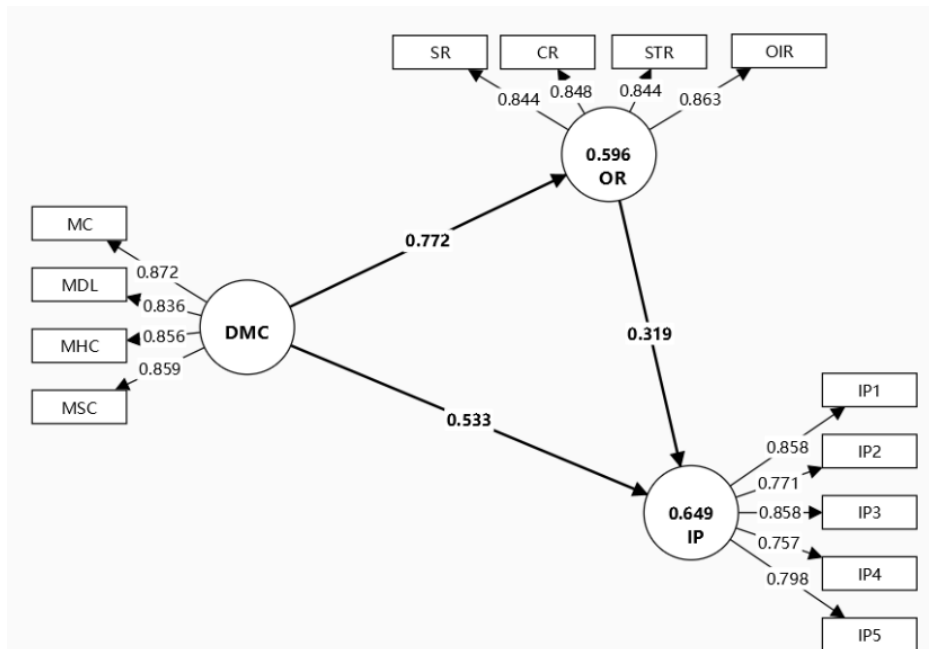 SR
CR
STR
OIR
0.844
0.848
0.844
0.863
0.596
OR
MC
MDL
MHC
MSC
0.872
0.836
0.856
0.859
DMC
0.772
0.533
0.319
0.649
IP
0.858
0.771
0.858
0.757
0.798
IP1
IP2
IP3
IP4
IP5